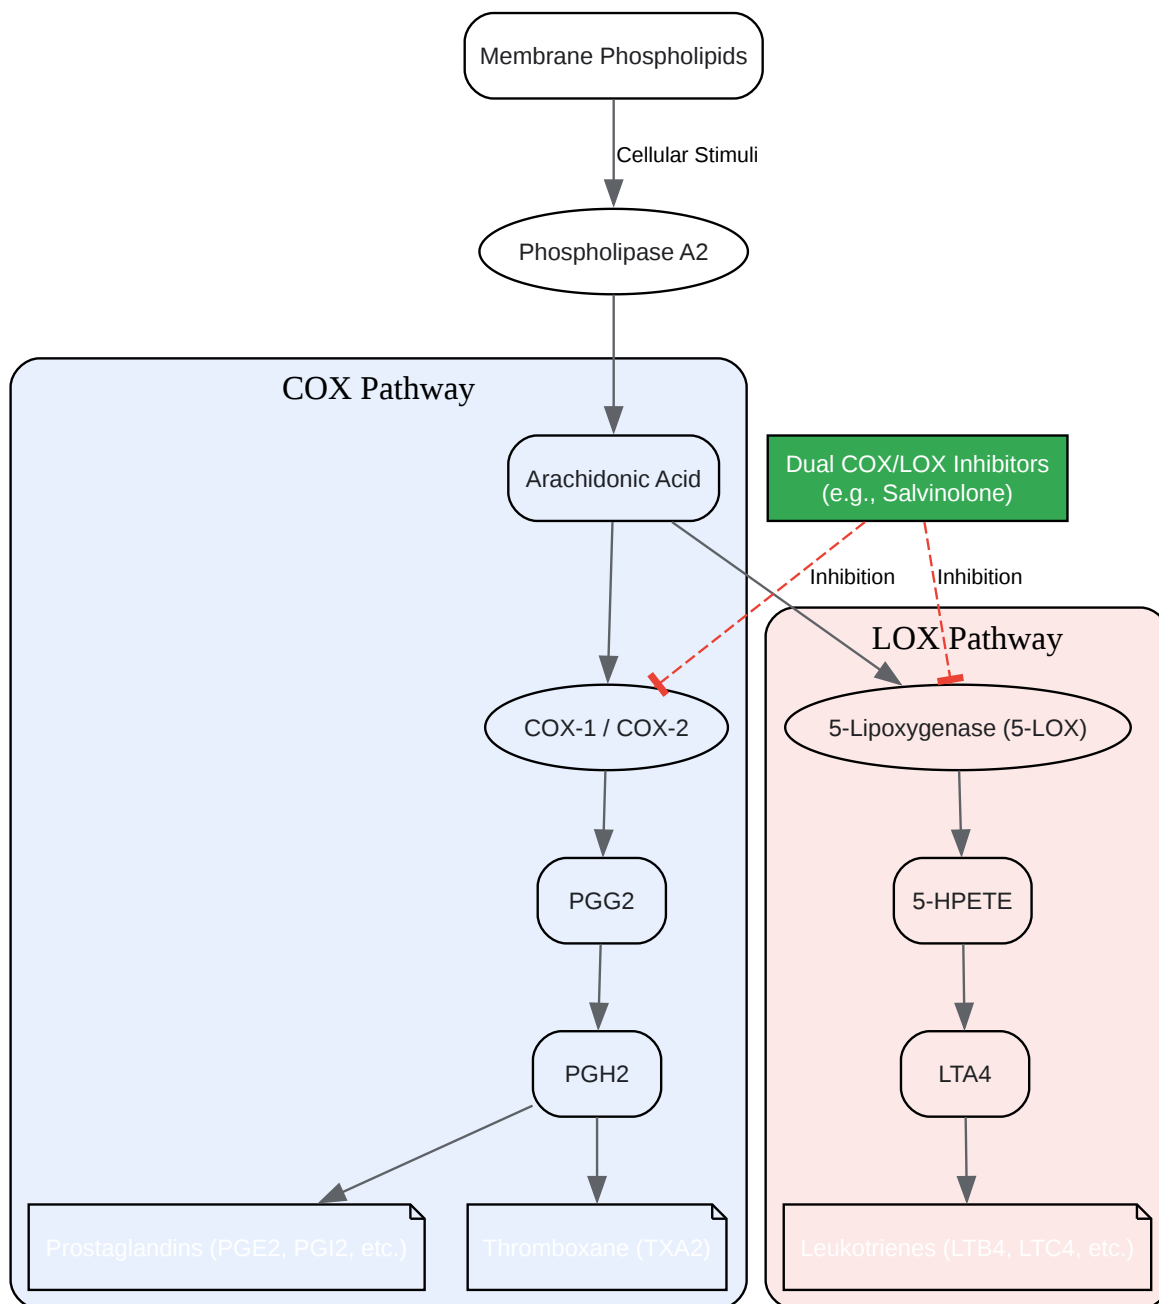 Membrane Phospholipids
Cellular Stimuli
Phospholipase A2
COX Pathway
Arachidonic Acid
Dual COX/LOX Inhibitors
(e.g., Salvinolone)
Inhibition
Inhibition
LOX Pathway
COX-1 / COX-2
5-Lipoxygenase (5-LOX)
PGG2
5-HPETE
PGH2
LTA4
Prostaglandins (PGE2, PGI2, etc.)
Thromboxane (TXA2)
Leukotrienes (LTB4, LTC4, etc.)